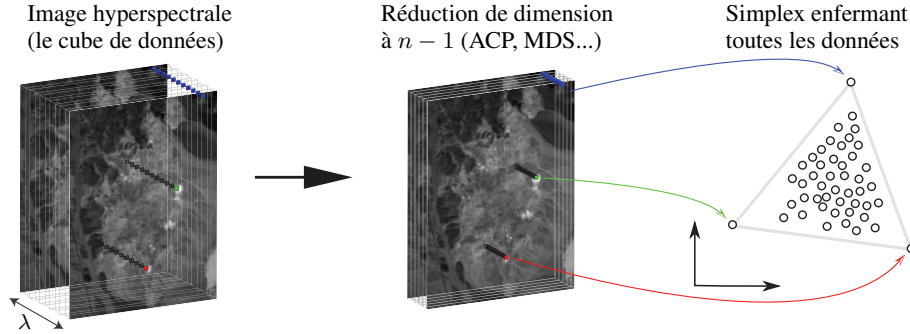 Image hyperspectrale
(le cube de données)
Réduction de dimension
à n − 1 (ACP, MDS...)
Simplex enfermant
toutes les données
λ